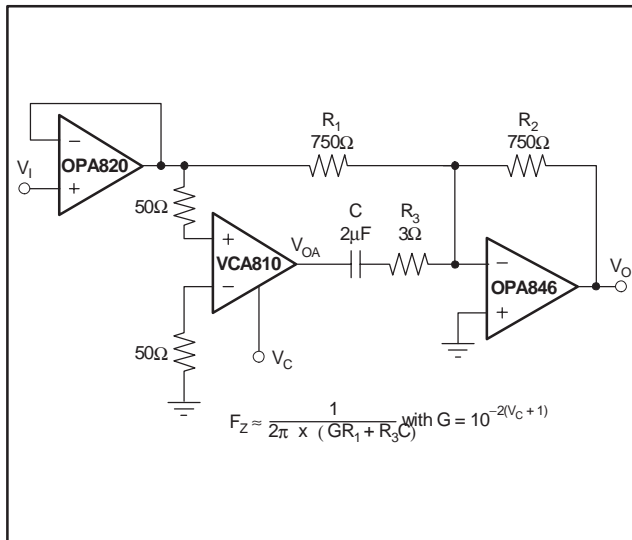 R1
750Ω
R2
750Ω
−
OPA820
+
VI
50Ω
C
2μF
R3
3Ω
+
VCA810
−
VOA
−
OPA846
+
VO
50Ω
VC
FZ ≈ 1 / 2π × (GR1 + R3C) with G = 10^−2(VC + 1)